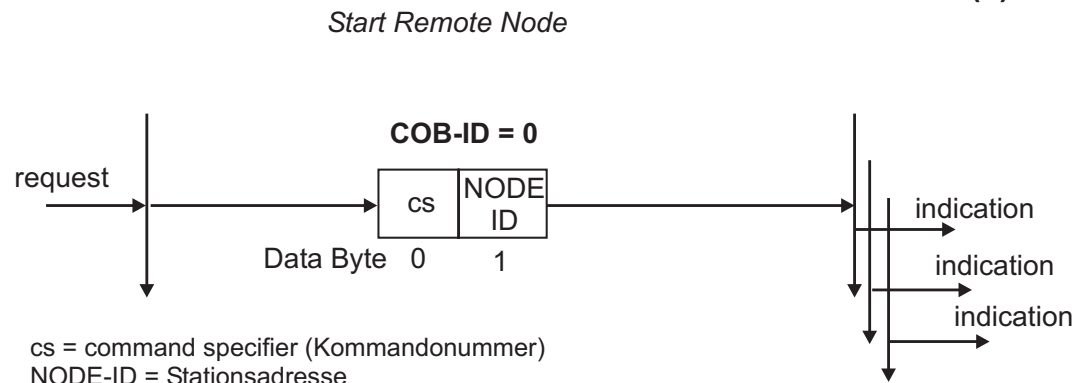 Start Remote Node
COB-ID = 0
request
cs
NODE
ID
indication
Data Byte 0 1
indication
indication
cs = command specifier (Kommandonummer)
NODE-ID = Stationsadresse